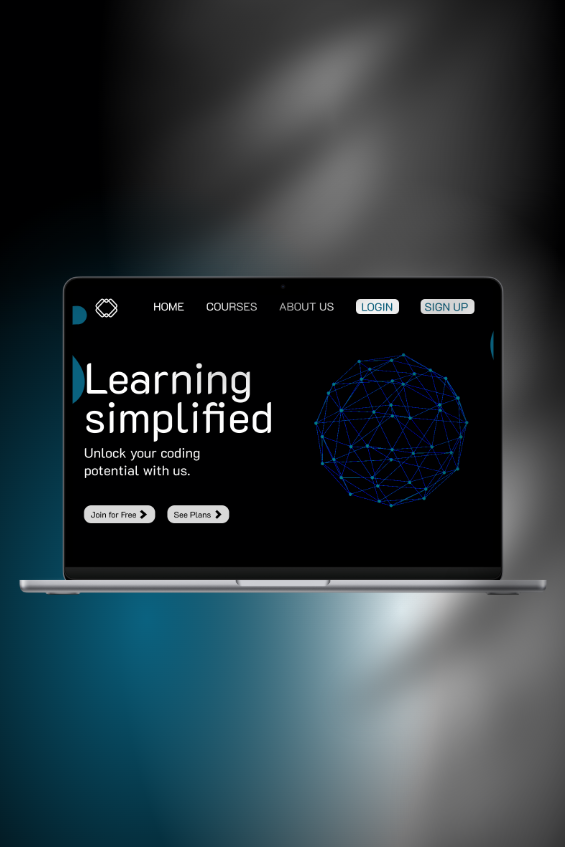 HOME COURSES ABOUT US LOGIN SIGN UP
Learning
simplified
Unlock your coding
potential with us.
Join for Free See Plans